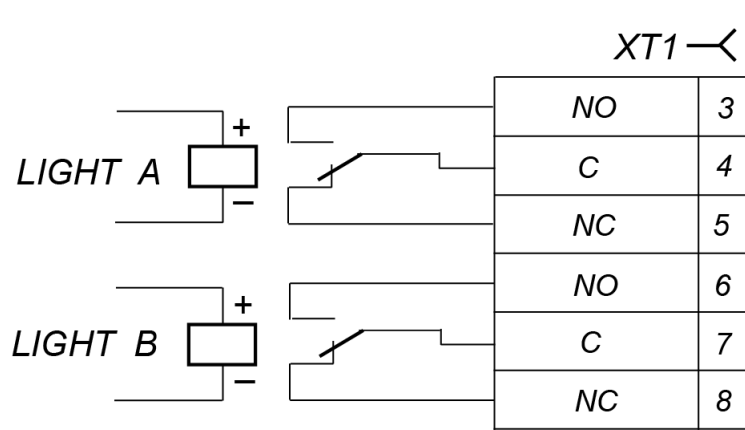 XT1
NO 3
+
LIGHT A
C 4
−
NC 5
NO 6
+
LIGHT B
C 7
−
NC 8